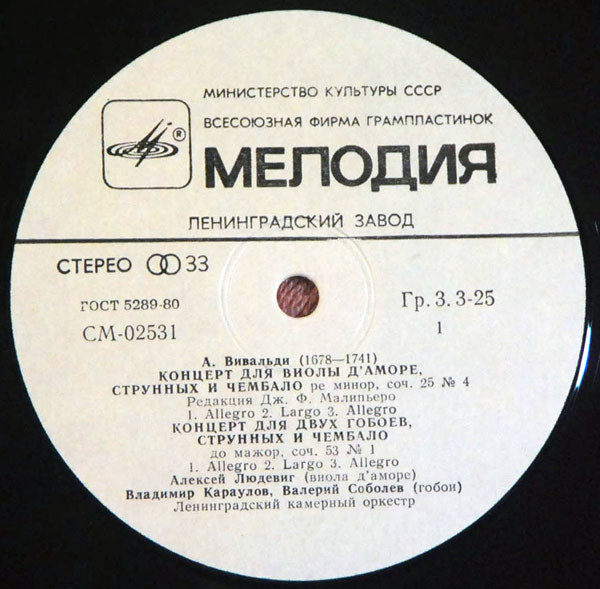 МИНИСТЕРСТВО КУЛЬТУРЫ СССР
ВСЕСОЮЗНАЯ ФИРМА ГРАМПЛАСТИНОК
®
МЕЛОДИЯ
ЛЕНИНГРАДСКИЙ ЗАВОД
СТЕРЕО 33
ГОСТ 5289-80
Гр. 3. 3-25
СМ-02531
1
А. Вивальди (1678—1741)
КОНЦЕРТ ДЛЯ ВИОЛЫ Д'АМОРЕ,
СТРУННЫХ И ЧЕМБАЛО ре минор, соч. 25 № 4
Редакция Дж. Ф. Малипьеро
1. Allegro 2. Largo 3. Allegro
КОНЦЕРТ ДЛЯ ДВУХ ГОБОЕВ,
СТРУННЫХ И ЧЕМБАЛО
до мажор, соч. 53 № 1
1. Allegro 2. Largo 3. Allegro
Алексей Людевиг (виола д'аморе)
Владимир Караулов, Валерий Соболев (гобои)
Ленинградский камерный оркестр